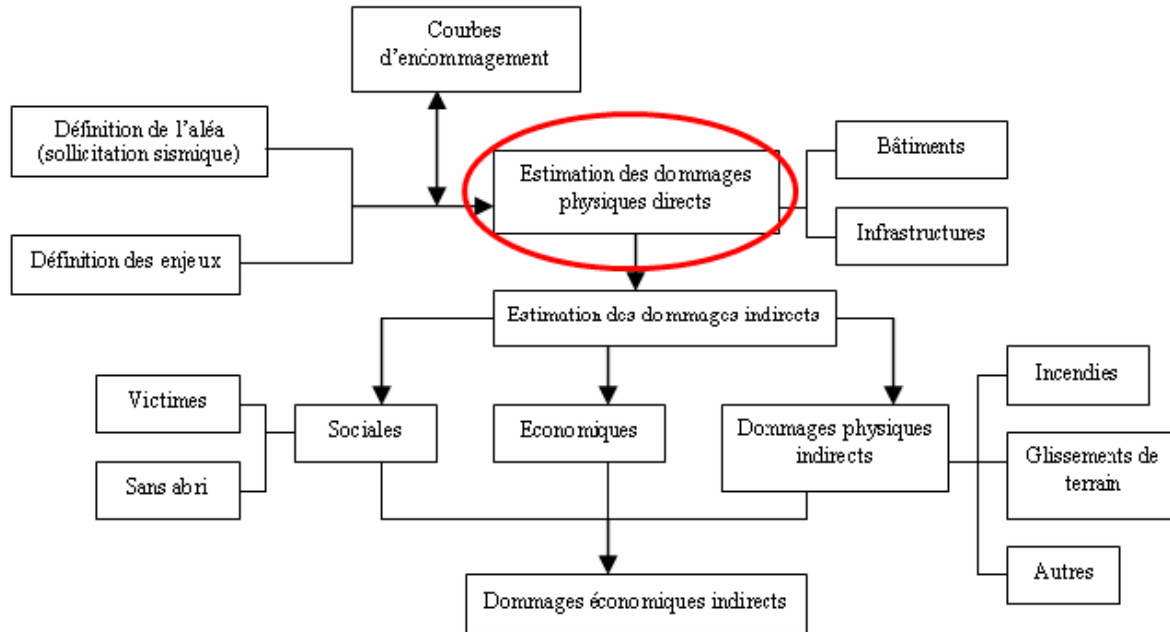 Courbes
d'encommagement
Définition de l'aléa
(sollicitation sismique)
Estimation des dommages
physiques directs
Bâtiments
Infrastructures
Définition des enjeux
Estimation des dommages indirects
Incendies
Victimes
Sociales
Economiques
Dommages physiques
indirects
Glissements de
terrain
Sans abri
Autres
Dommages économiques indirects